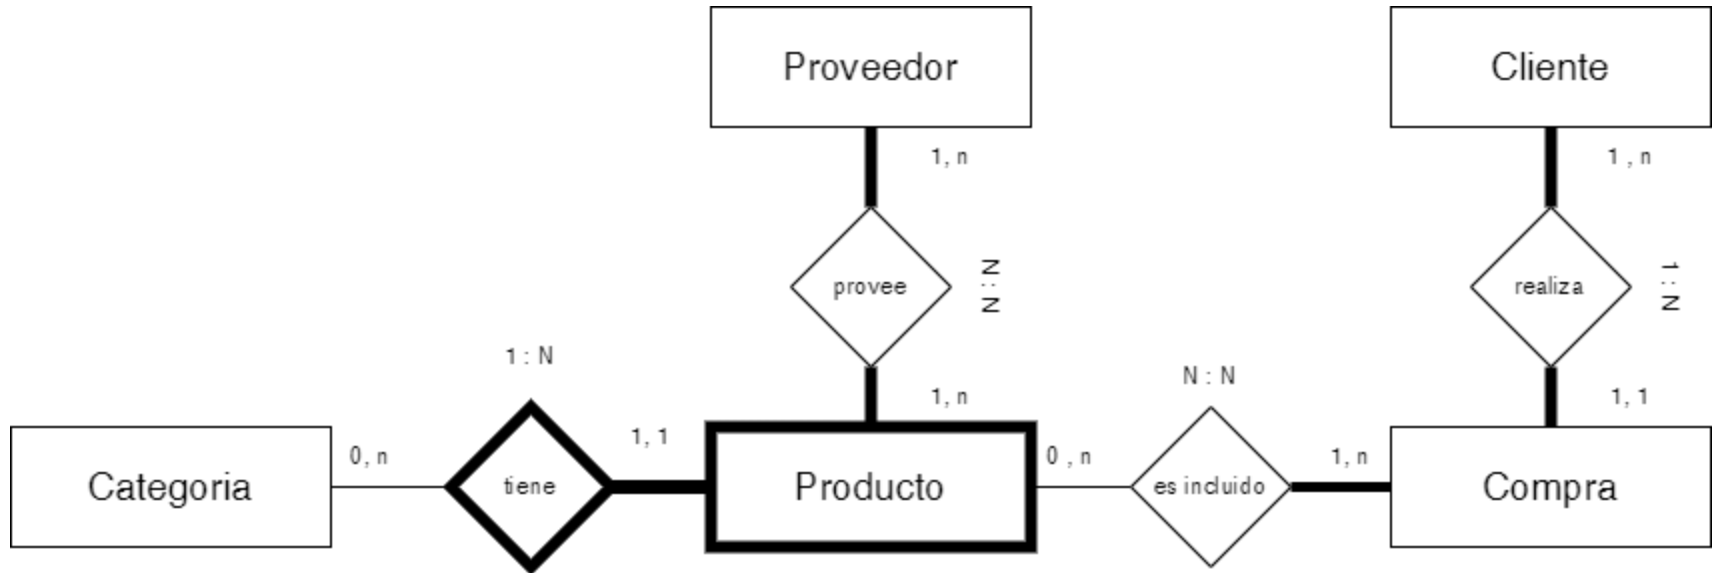 Proveedor
Cliente
1, n
1 , n
provee
N : N
realiza
1 : N
1 : N
N : N
1, n
1, 1
0, n
1, 1
0 , n
1, n
Categoria
tiene
Producto
es incluido
Compra